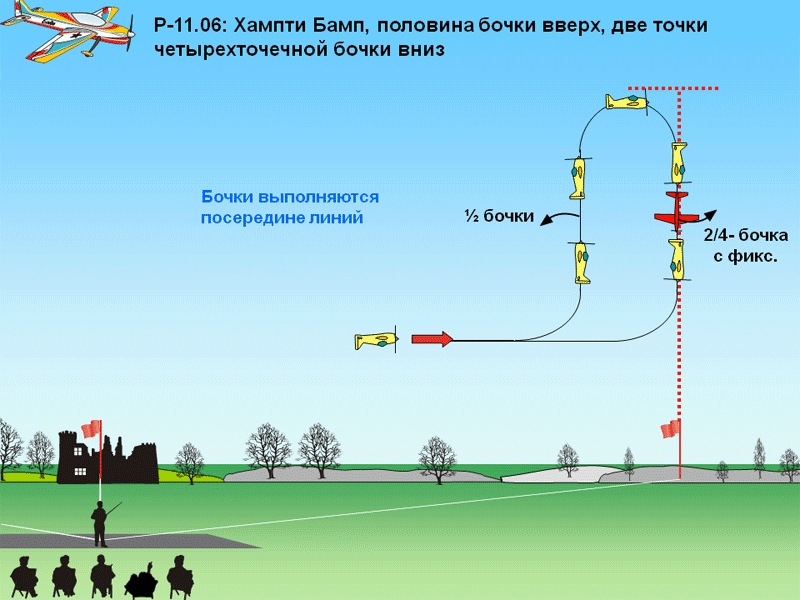 Р-11.06: Хампти Бамп, половина бочки вверх, две точки
четырехточечной бочки вниз
Бочки выполняются
посередине линий
½ бочки
2/4- бочка
с фикс.